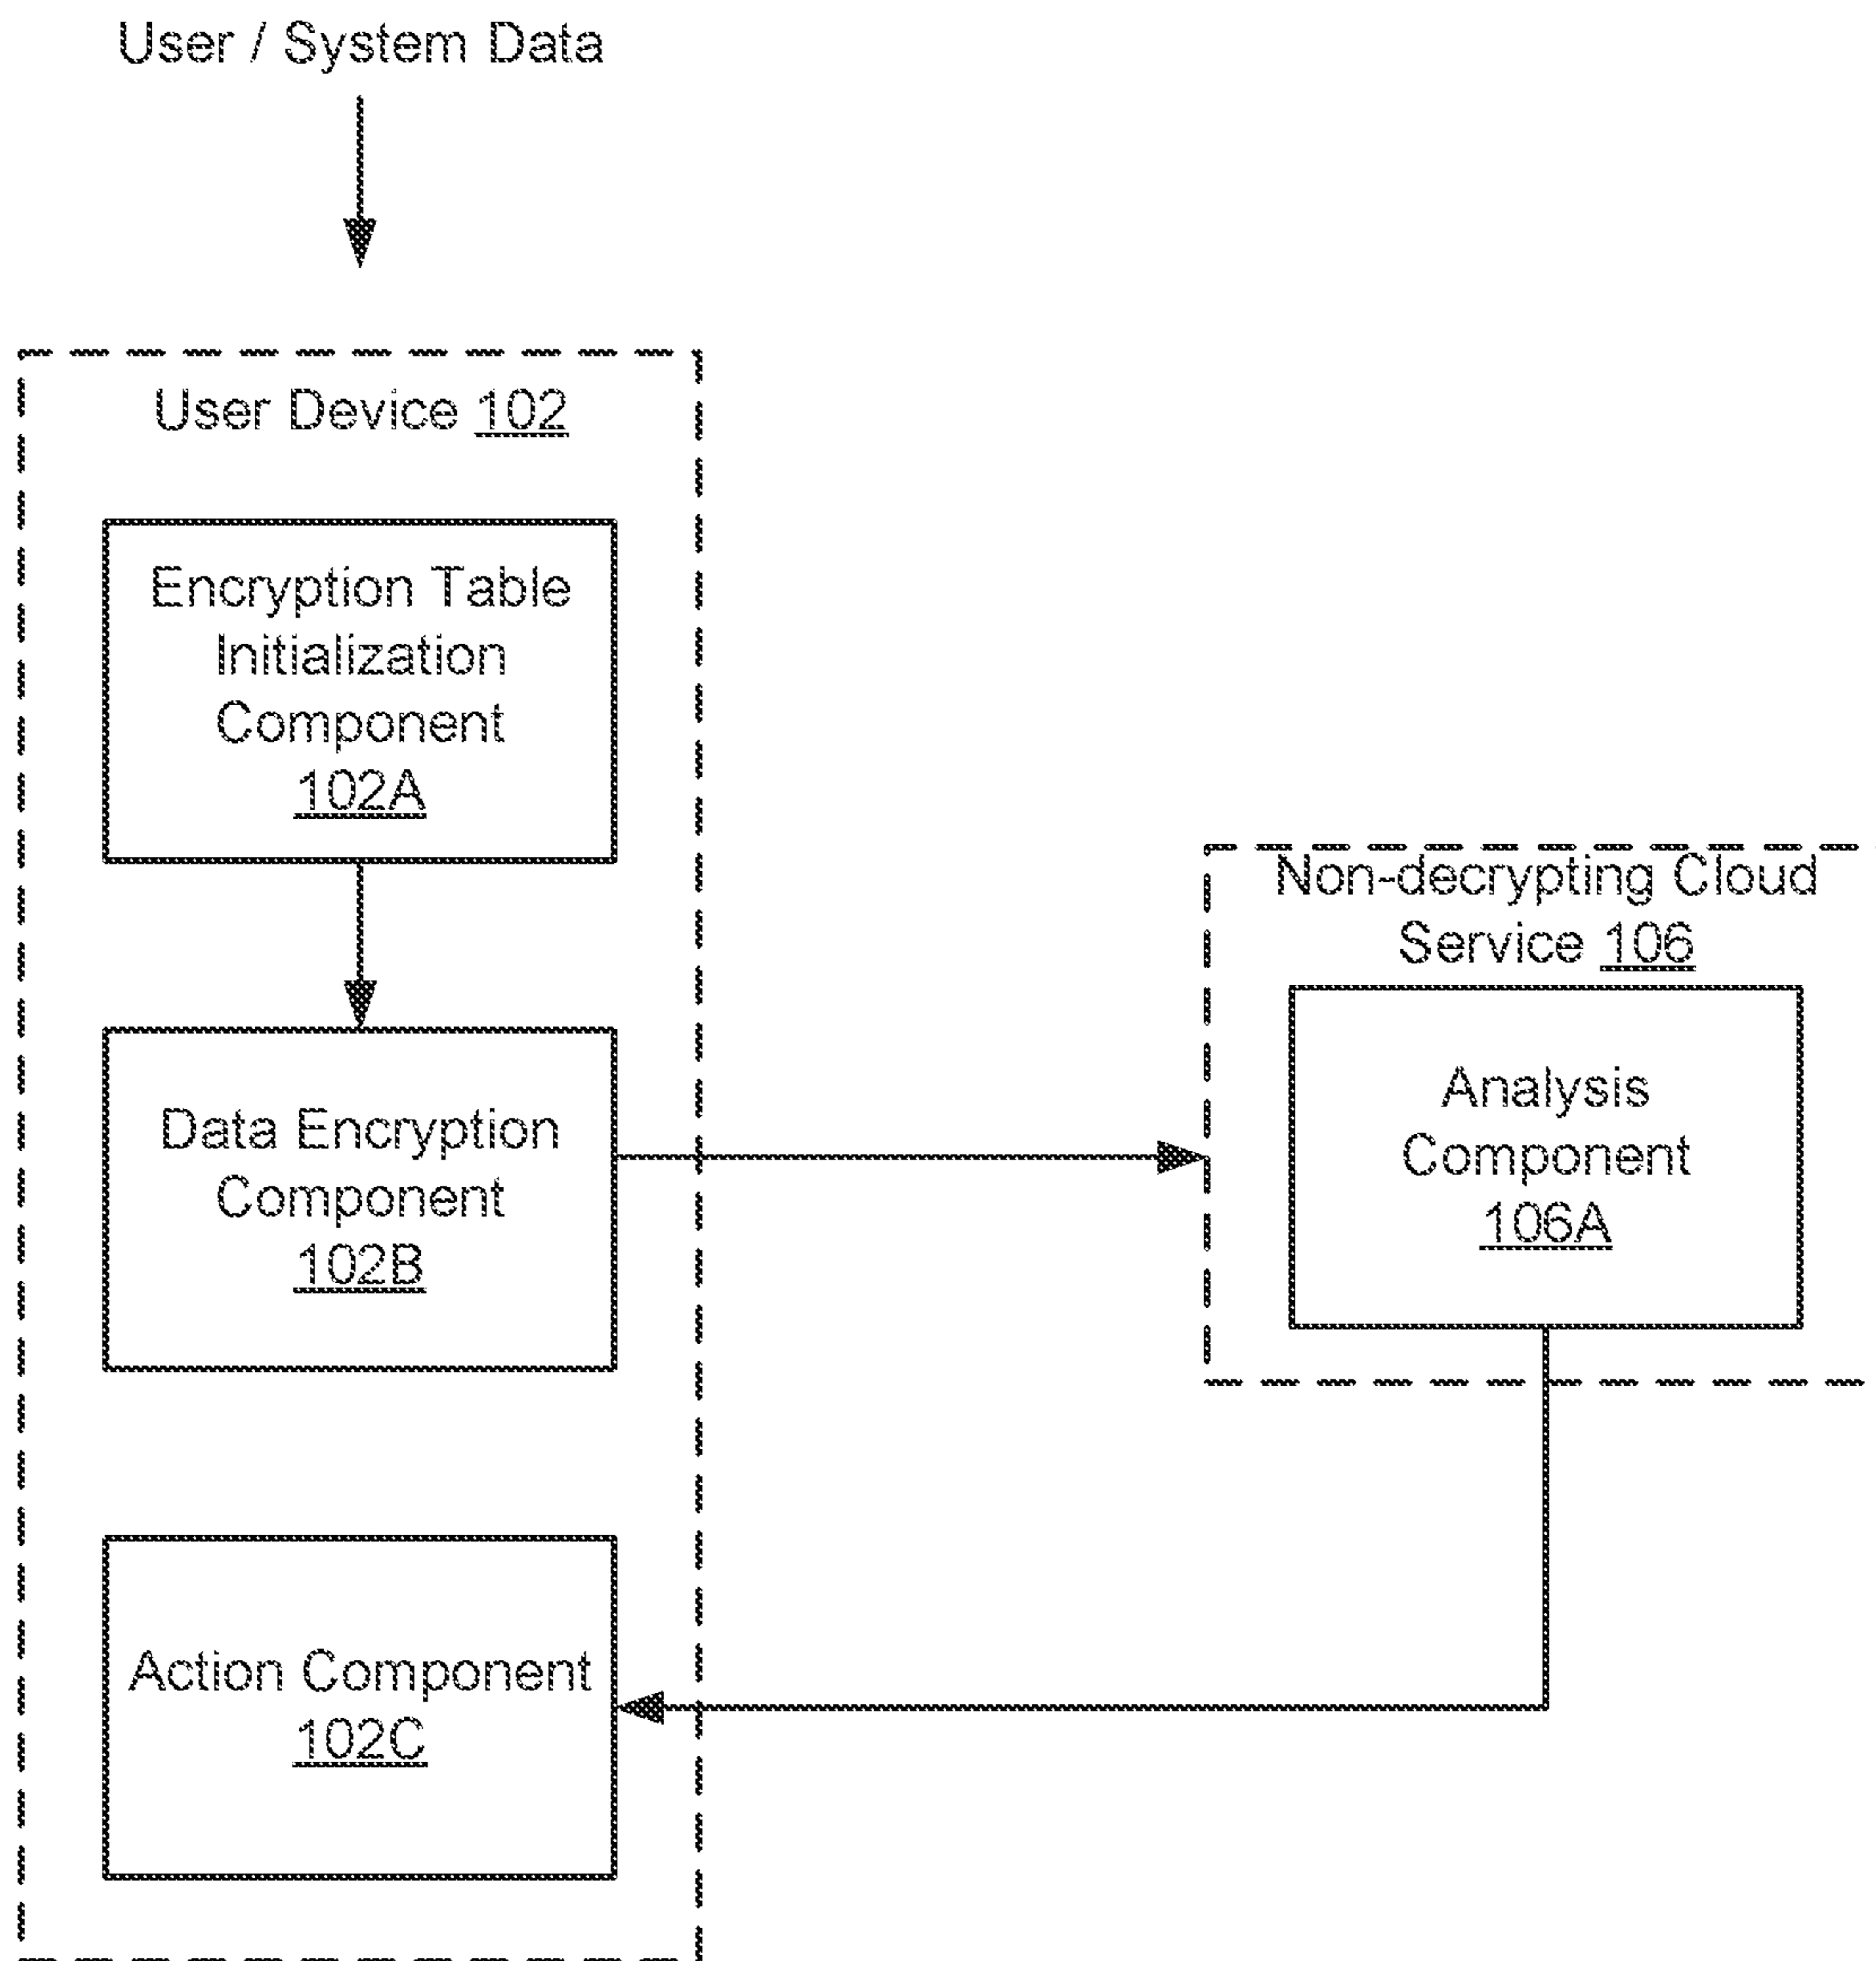 User / System Data
User Device 102
Encryption Table
Initialization
Component
102A
Data Encryption
Component
102B
Action Component
102C
Non-decrypting Cloud
Service 106
Analysis
Component
106A